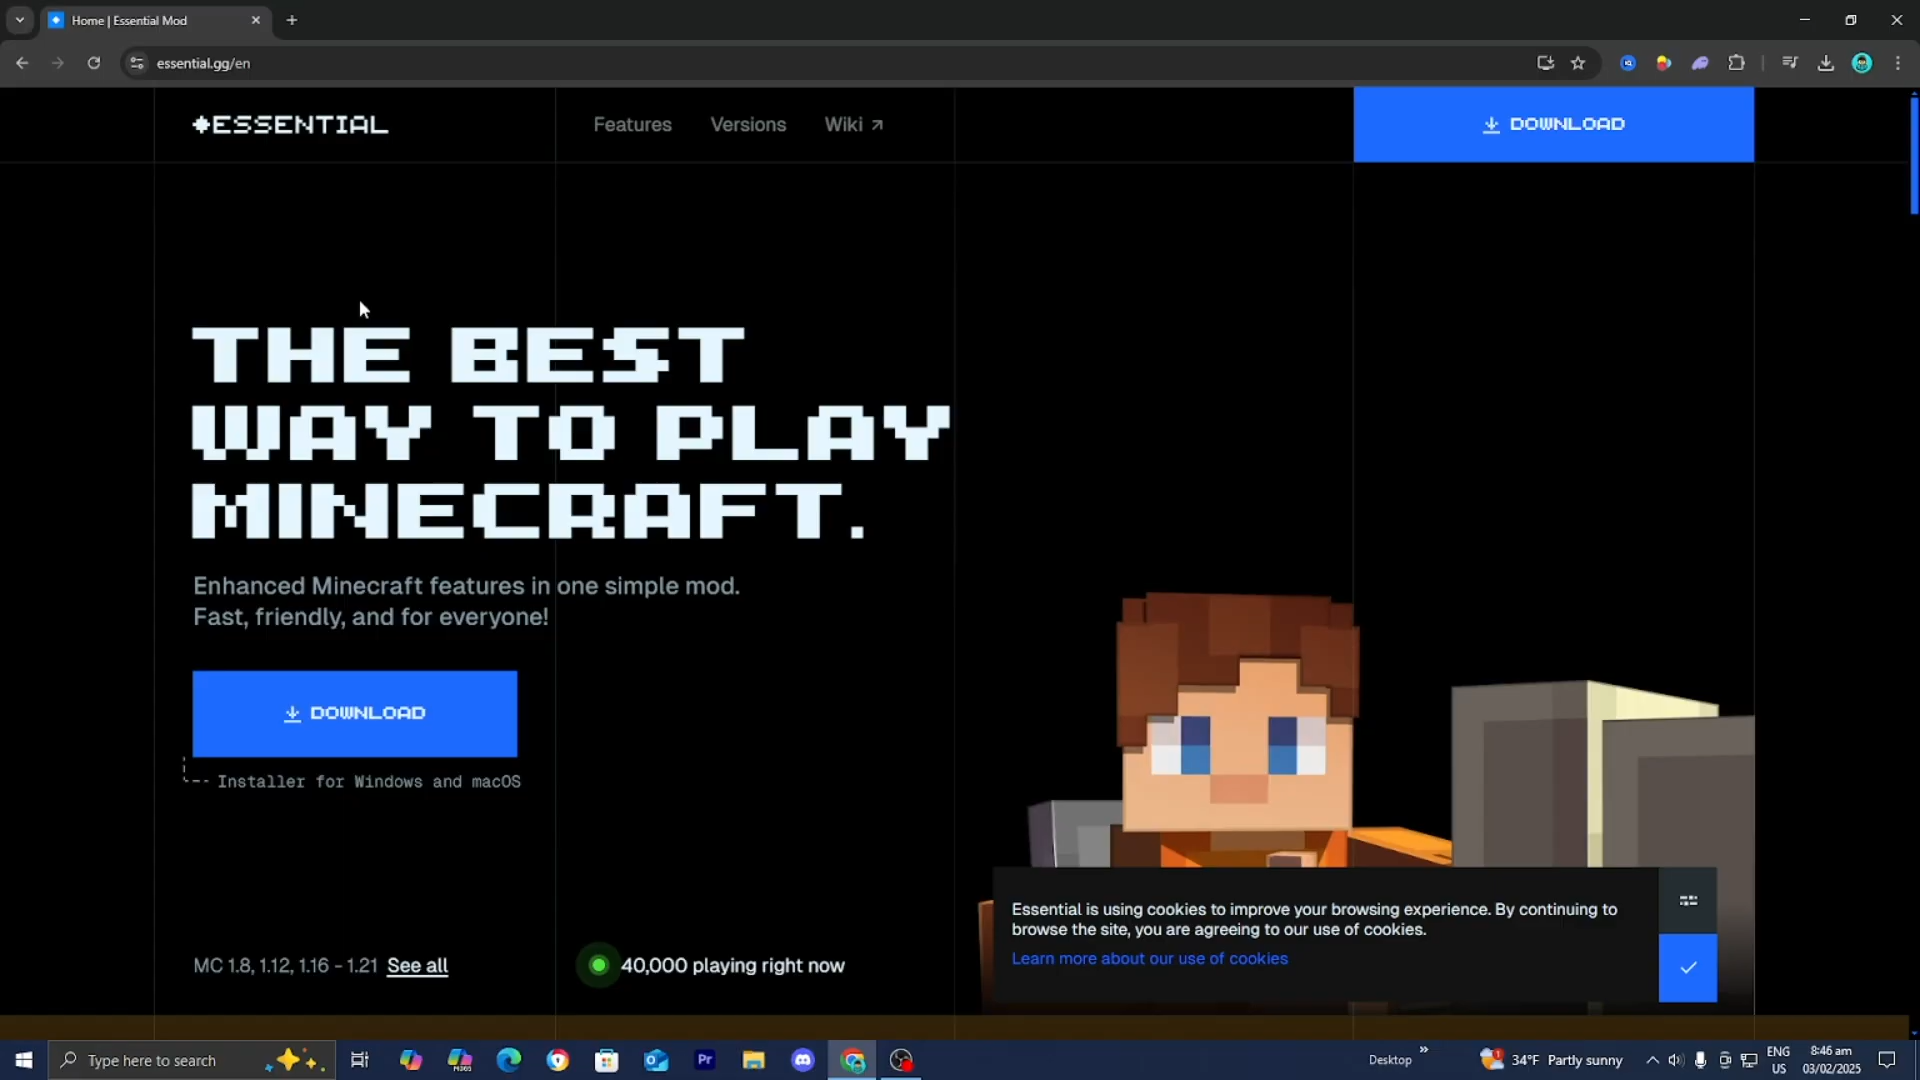 Home | Essential Mod
essential.gg/en
ESSENTIAL
Features
Versions
Wiki
DOWNLOAD
THE BEST
WAY TO PLAY
MINECRAFT.
Enhanced Minecraft features in one simple mod.
Fast, friendly, and for everyone!
DOWNLOAD
Installer for Windows and macOS
MC 1.8, 1.12, 1.16 - 1.21 See all
40,000 playing right now
Essential is using cookies to improve your browsing experience. By continuing to
browse the site, you are agreeing to our use of cookies.
Learn more about our use of cookies
Type here to search
M365
Pr
Desktop
34°F Partly sunny
ENG
US
8:46 am
03/02/2025